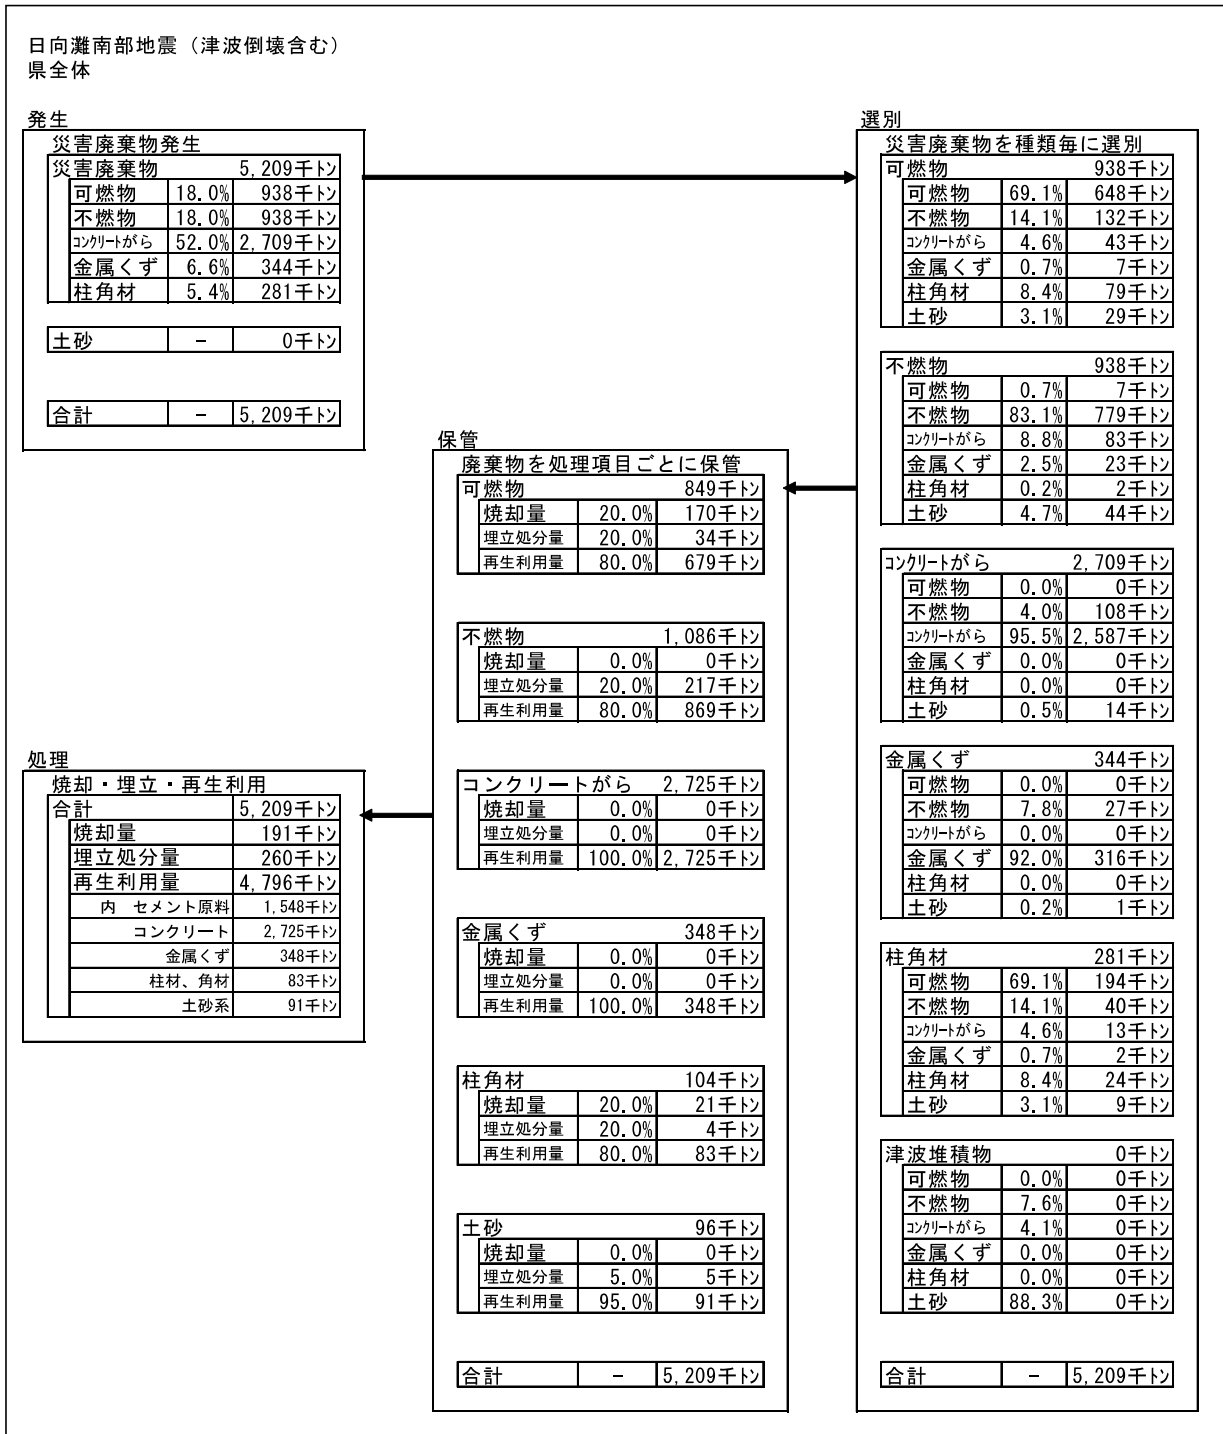 日向灘南部地震（津波倒壊含む）
県全体
発生
災害廃棄物発生
災害廃棄物 5,209千トン
可燃物 18.0% 938千トン
不燃物 18.0% 938千トン
コンクリートがら 52.0% 2,709千トン
金属くず 6.6% 344千トン
柱角材 5.4% 281千トン
土砂 － 0千トン
合計 － 5,209千トン
選別
災害廃棄物を種類毎に選別
可燃物 938千トン
可燃物 69.1% 648千トン
不燃物 14.1% 132千トン
コンクリートがら 4.6% 43千トン
金属くず 0.7% 7千トン
柱角材 8.4% 79千トン
土砂 3.1% 29千トン
不燃物 938千トン
可燃物 0.7% 7千トン
不燃物 83.1% 779千トン
コンクリートがら 8.8% 83千トン
金属くず 2.5% 23千トン
柱角材 0.2% 2千トン
土砂 4.7% 44千トン
コンクリートがら 2,709千トン
可燃物 0.0% 0千トン
不燃物 4.0% 108千トン
コンクリートがら 95.5% 2,587千トン
金属くず 0.0% 0千トン
柱角材 0.0% 0千トン
土砂 0.5% 14千トン
金属くず 344千トン
可燃物 0.0% 0千トン
不燃物 7.8% 27千トン
コンクリートがら 0.0% 0千トン
金属くず 92.0% 316千トン
柱角材 0.0% 0千トン
土砂 0.2% 1千トン
柱角材 281千トン
可燃物 69.1% 194千トン
不燃物 14.1% 40千トン
コンクリートがら 4.6% 13千トン
金属くず 0.7% 2千トン
柱角材 8.4% 24千トン
土砂 3.1% 9千トン
津波堆積物 0千トン
可燃物 0.0% 0千トン
不燃物 7.6% 0千トン
コンクリートがら 4.1% 0千トン
金属くず 0.0% 0千トン
柱角材 0.0% 0千トン
土砂 88.3% 0千トン
合計 － 5,209千トン
保管
廃棄物を処理項目ごとに保管
可燃物 849千トン
焼却量 20.0% 170千トン
埋立処分量 20.0% 34千トン
再生利用量 80.0% 679千トン
不燃物 1,086千トン
焼却量 0.0% 0千トン
埋立処分量 20.0% 217千トン
再生利用量 80.0% 869千トン
コンクリートがら 2,725千トン
焼却量 0.0% 0千トン
埋立処分量 0.0% 0千トン
再生利用量 100.0% 2,725千トン
金属くず 348千トン
焼却量 0.0% 0千トン
埋立処分量 0.0% 0千トン
再生利用量 100.0% 348千トン
柱角材 104千トン
焼却量 20.0% 21千トン
埋立処分量 20.0% 4千トン
再生利用量 80.0% 83千トン
土砂 96千トン
焼却量 0.0% 0千トン
埋立処分量 5.0% 5千トン
再生利用量 95.0% 91千トン
合計 － 5,209千トン
処理
焼却・埋立・再生利用
合計 5,209千トン
焼却量 191千トン
埋立処分量 260千トン
再生利用量 4,796千トン
内　セメント原料 1,548千トン
コンクリート 2,725千トン
金属くず 348千トン
柱材、角材 83千トン
土砂系 91千トン